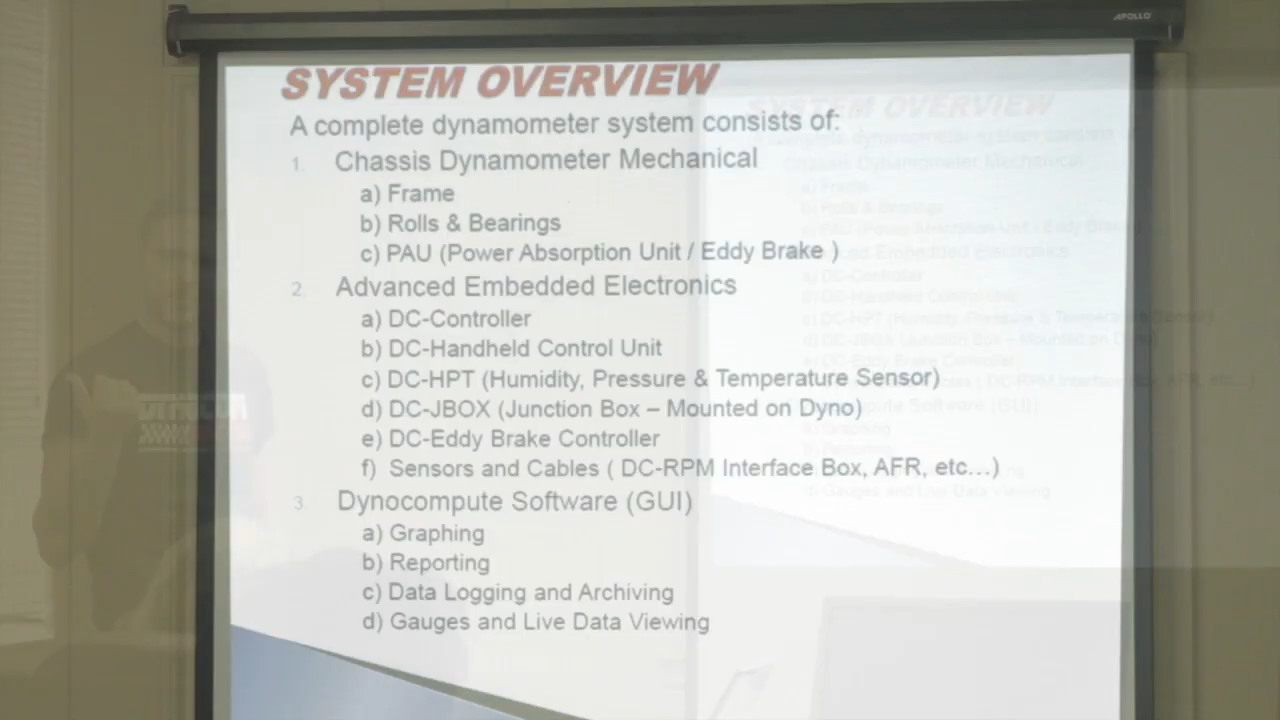 APOLLO
SYSTEM OVERVIEW
A complete dynamometer system consists of:
1. Chassis Dynamometer Mechanical
a) Frame
b) Rolls & Bearings
c) PAU (Power Absorption Unit / Eddy Brake )
2. Advanced Embedded Electronics
a) DC-Controller
b) DC-Handheld Control Unit
c) DC-HPT (Humidity, Pressure & Temperature Sensor)
d) DC-JBOX (Junction Box – Mounted on Dyno)
e) DC-Eddy Brake Controller
f) Sensors and Cables ( DC-RPM Interface Box, AFR, etc...)
3. Dynocompute Software (GUI)
a) Graphing
b) Reporting
c) Data Logging and Archiving
d) Gauges and Live Data Viewing